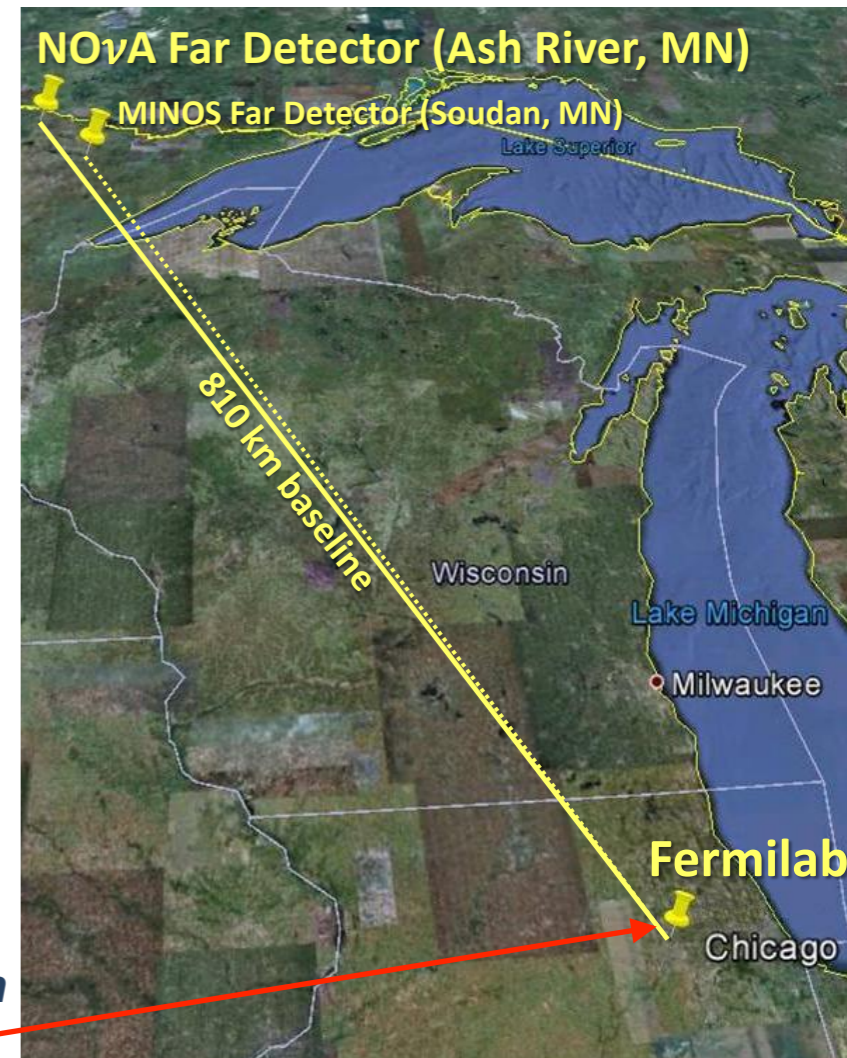 NOνA Far Detector (Ash River, MN)
MINOS Far Detector (Soudan, MN)
Lake Superior
810 km baseline
Wisconsin
Lake Michigan
Milwaukee
Fermilab
Chicago